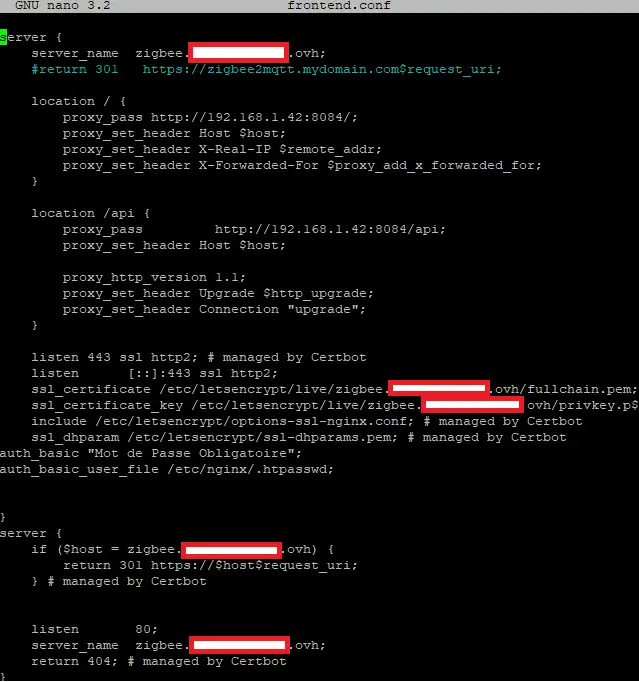 GNU nano 3.2 frontend.conf
server {
server_name zigbee. .ovh;
#return 301 https://zigbee2mqtt.mydomain.com$request_uri;
location / {
proxy_pass http://192.168.1.42:8084/;
proxy_set_header Host $host;
proxy_set_header X-Real-IP $remote_addr;
proxy_set_header X-Forwarded-For $proxy_add_x_forwarded_for;
}
location /api {
proxy_pass http://192.168.1.42:8084/api;
proxy_set_header Host $host;
proxy_http_version 1.1;
proxy_set_header Upgrade $http_upgrade;
proxy_set_header Connection "upgrade";
}
listen 443 ssl http2; # managed by Certbot
listen [::]:443 ssl http2;
ssl_certificate /etc/letsencrypt/live/zigbee. .ovh/fullchain.pem;
ssl_certificate_key /etc/letsencrypt/live/zigbee. ovh/privkey.p$
include /etc/letsencrypt/options-ssl-nginx.conf; # managed by Certbot
ssl_dhparam /etc/letsencrypt/ssl-dhparams.pem; # managed by Certbot
auth_basic "Mot de Passe Obligatoire";
auth_basic_user_file /etc/nginx/.htpasswd;
}
server {
if ($host = zigbee. .ovh) {
return 301 https://$host$request_uri;
} # managed by Certbot
listen 80;
server_name zigbee. .ovh;
return 404; # managed by Certbot
}